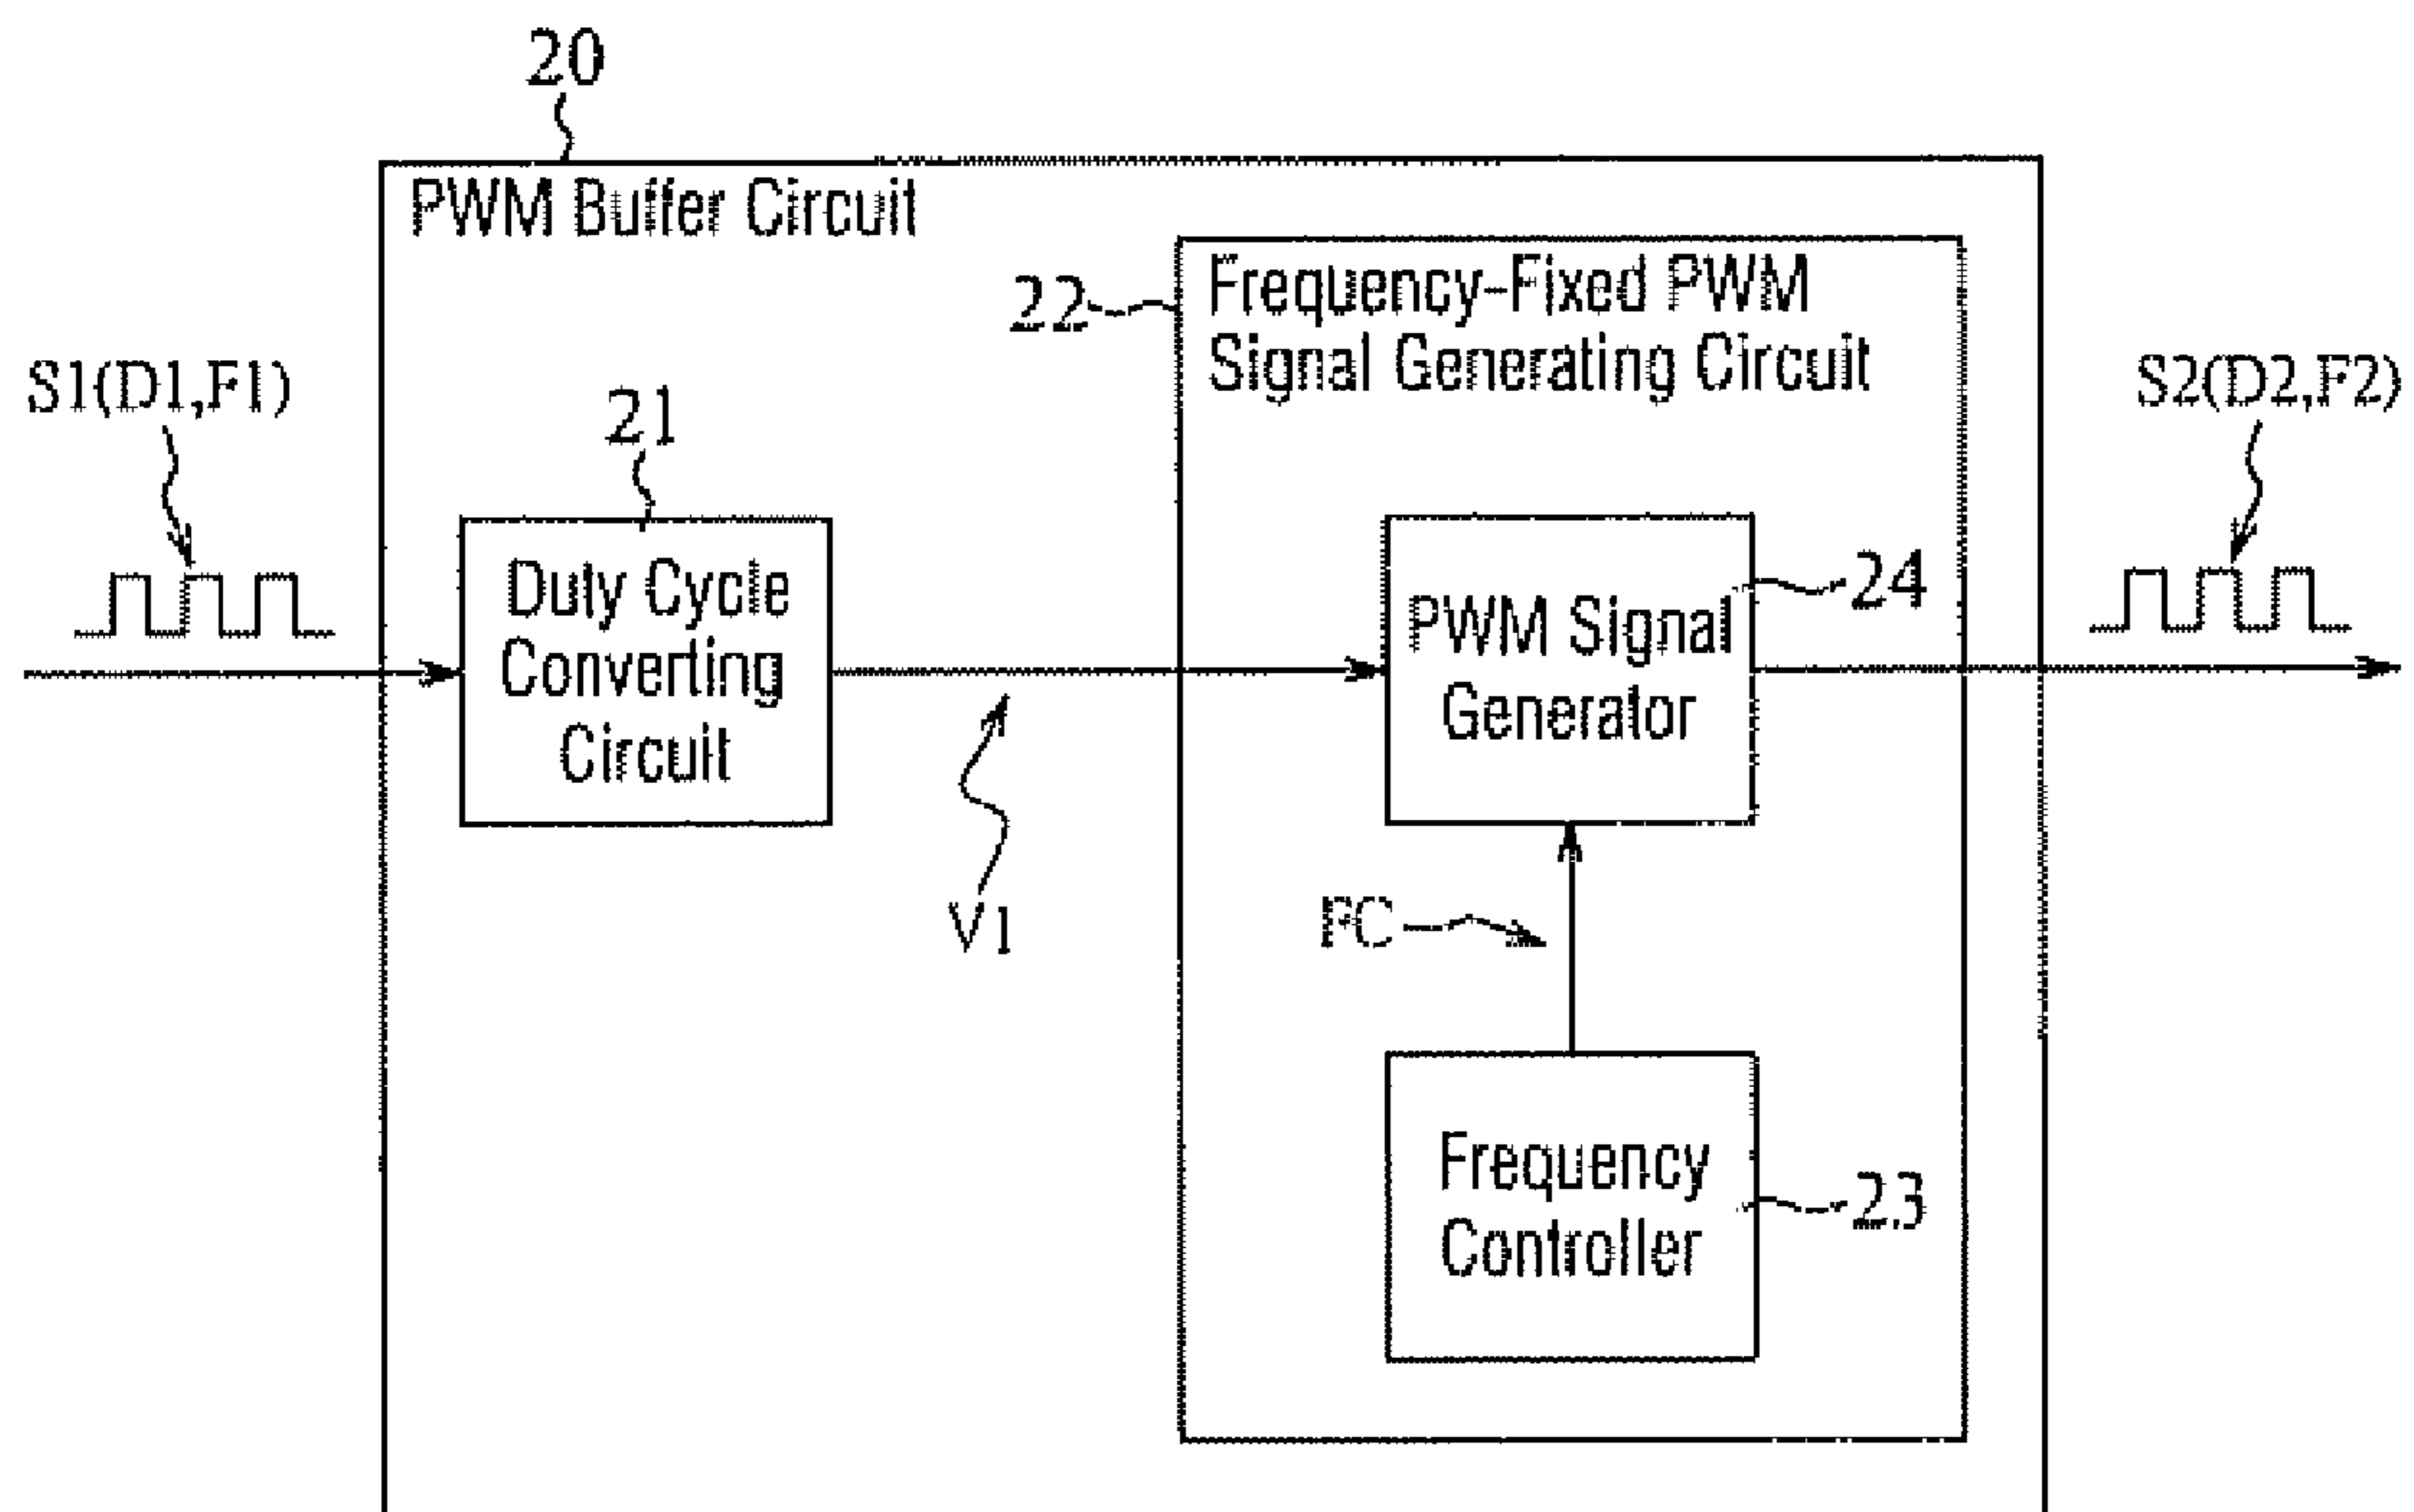 20
PWM Buffer Circuit
22
Frequency-Fixed PWM
Signal Generating Circuit
S1(D1,F1)
S2(D2,F2)
21
Duty Cycle
Converting
Circuit
24
PWM Signal
Generator
V1
FC
Frequency
Controller
23